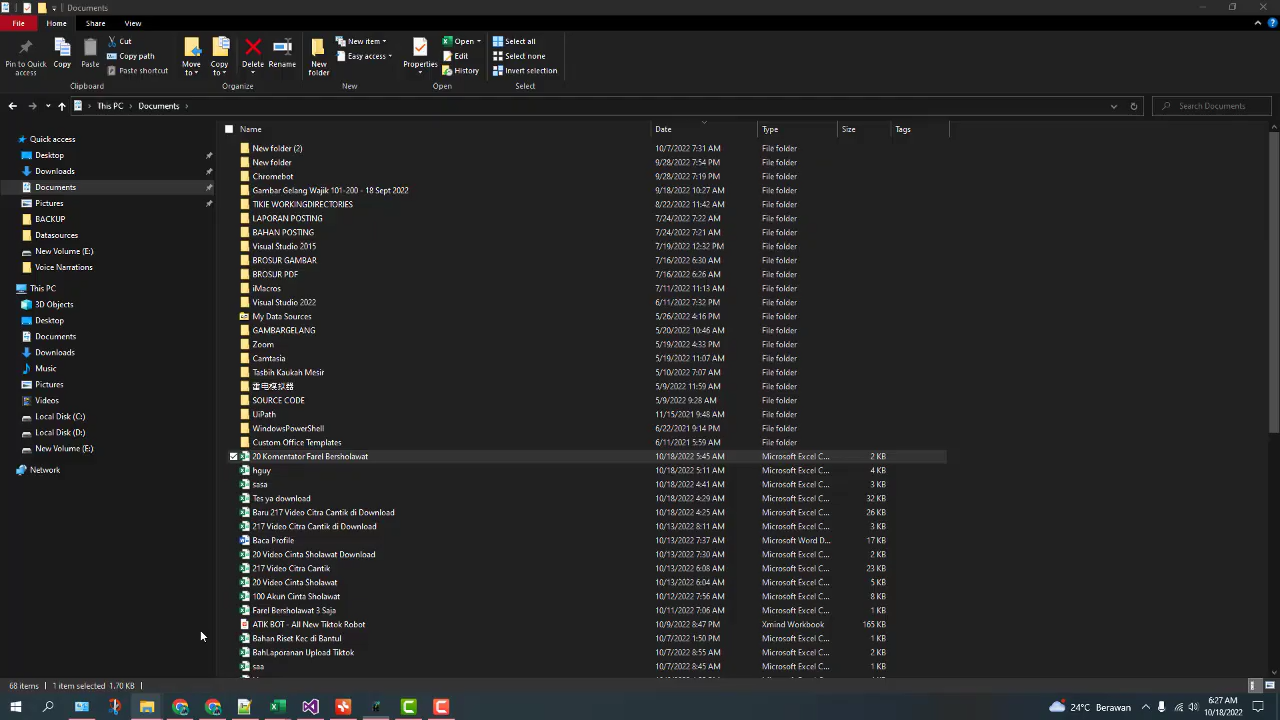 Documents
File
Home
Share
View
Pin to Quick access
Copy
Paste
Cut
Copy path
Paste shortcut
Move to
Copy to
Delete
Rename
New folder
New item
Easy access
Properties
Open
Edit
History
Select all
Select none
Invert selection
Clipboard
Organize
New
Open
Select
This PC > Documents >
Search Documents
Quick access
Desktop
Downloads
Documents
Pictures
BACKUP
Datasources
New Volume (E:)
Voice Narrations
This PC
3D Objects
Desktop
Documents
Downloads
Music
Pictures
Videos
Local Disk (C:)
Local Disk (D:)
New Volume (E:)
Network
Name Date Type Size Tags
New folder (2) 10/7/2022 7:31 AM File folder
New folder 9/28/2022 7:54 PM File folder
Chromebot 9/28/2022 7:19 PM File folder
Gambar Gelang Wajik 101-200 - 18 Sept 2022 9/18/2022 10:27 AM File folder
TIKIE WORKINGDIRECTORIES 8/22/2022 11:42 AM File folder
LAPORAN POSTING 7/24/2022 7:22 AM File folder
BAHAN POSTING 7/24/2022 7:21 AM File folder
Visual Studio 2015 7/19/2022 12:32 PM File folder
BROSUR GAMBAR 7/16/2022 6:30 AM File folder
BROSUR PDF 7/16/2022 6:26 AM File folder
iMacros 7/11/2022 11:13 AM File folder
Visual Studio 2022 6/11/2022 7:32 PM File folder
My Data Sources 5/26/2022 4:16 PM File folder
GAMBARGELANG 5/20/2022 10:46 AM File folder
Zoom 5/19/2022 4:33 PM File folder
Camtasia 5/19/2022 11:07 AM File folder
Tasbih Kaukah Mesir 5/10/2022 7:07 AM File folder
雷电模拟器 5/9/2022 11:59 AM File folder
SOURCE CODE 5/9/2022 9:28 AM File folder
UiPath 11/15/2021 9:48 AM File folder
WindowsPowerShell 6/22/2021 9:14 PM File folder
Custom Office Templates 6/11/2021 5:59 AM File folder
20 Komentator Farel Bersholawat 10/18/2022 5:45 AM Microsoft Excel C... 2 KB
hguy 10/18/2022 5:11 AM Microsoft Excel C... 4 KB
sasa 10/18/2022 4:41 AM Microsoft Excel C... 3 KB
Tes ya download 10/18/2022 4:29 AM Microsoft Excel C... 32 KB
Baru 217 Video Citra Cantik di Download 10/18/2022 4:25 AM Microsoft Excel C... 26 KB
217 Video Citra Cantik di Download 10/13/2022 8:11 AM Microsoft Excel C... 3 KB
Baca Profile 10/13/2022 7:37 AM Microsoft Word D... 17 KB
20 Video Cinta Sholawat Download 10/13/2022 7:30 AM Microsoft Excel C... 2 KB
217 Video Citra Cantik 10/13/2022 6:08 AM Microsoft Excel C... 23 KB
20 Video Cinta Sholawat 10/13/2022 6:04 AM Microsoft Excel C... 5 KB
100 Akun Cinta Sholawat 10/12/2022 7:56 AM Microsoft Excel C... 8 KB
Farel Bersholawat 3 Saja 10/11/2022 7:06 AM Microsoft Excel C... 1 KB
ATIK BOT - All New Tiktok Robot 10/9/2022 8:47 PM Xmind Workbook 165 KB
Bahan Riset Kec di Bantul 10/7/2022 1:50 PM Microsoft Excel C... 1 KB
BahLaporanan Upload Tiktok 10/7/2022 8:55 AM Microsoft Excel C... 2 KB
saa 10/7/2022 8:45 AM Microsoft Excel C... 1 KB
68 items 1 item selected 1.70 KB
24°C Berawan
6:27 AM
10/18/2022